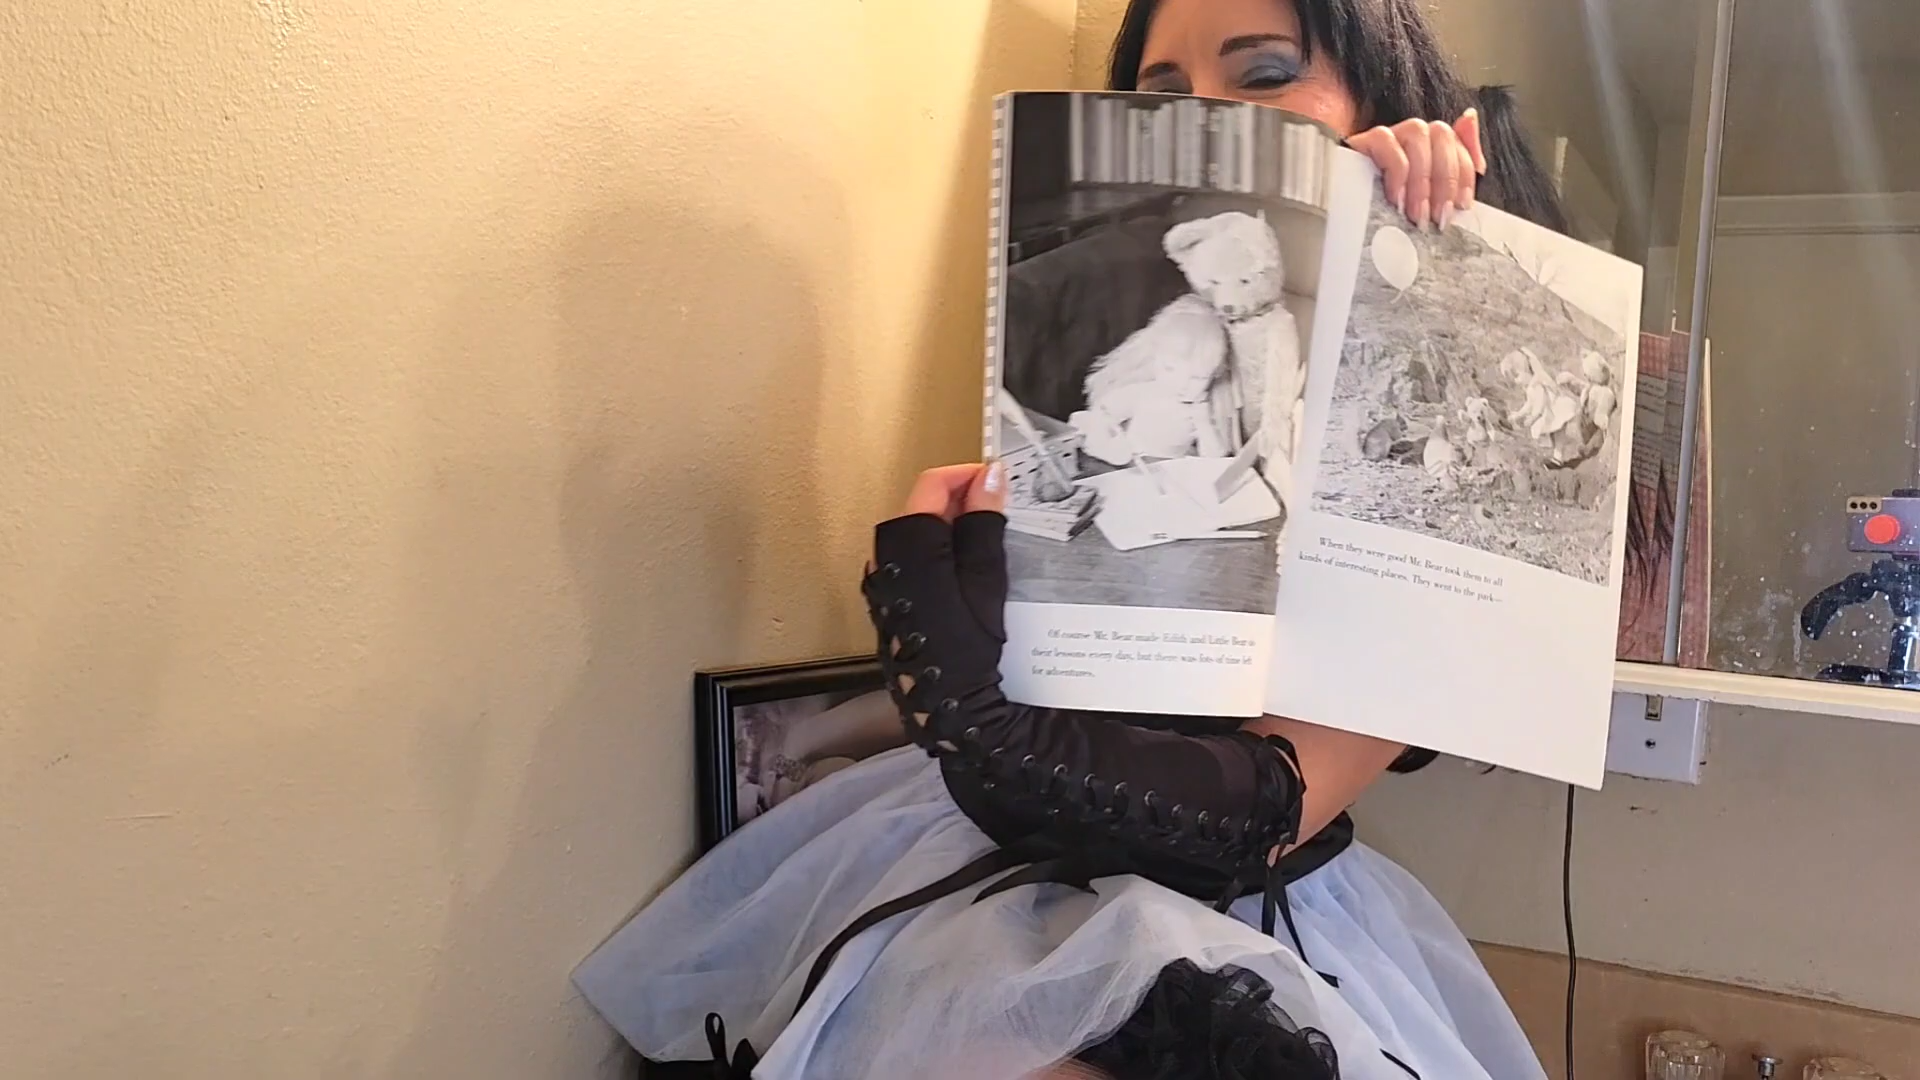 Of course Mr. Bear made Edith and Little Bear do
their lessons every day, but there was lots of time left
for adventures.
When they were good Mr. Bear took them to all
kinds of interesting places. They went to the park—